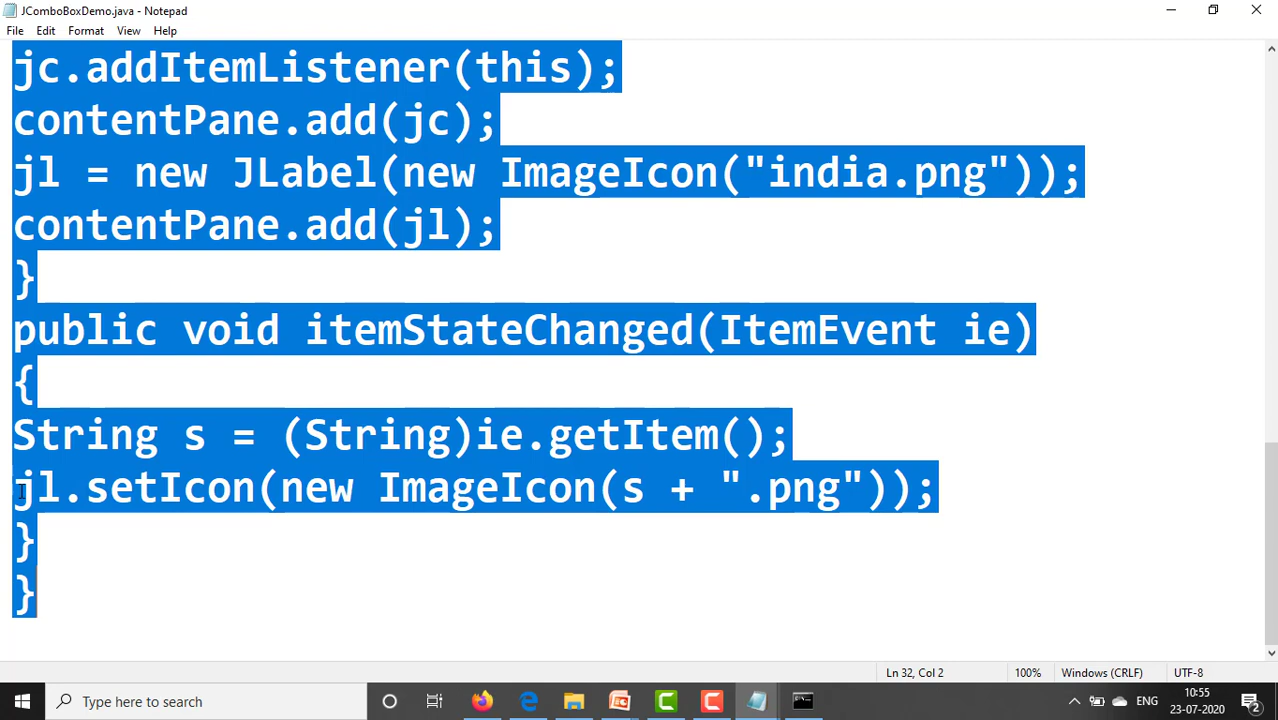 JComboBoxDemo.java - Notepad
File Edit Format View Help
jc.addItemListener(this);
contentPane.add(jc);
jl = new JLabel(new ImageIcon("india.png"));
contentPane.add(jl);
}
public void itemStateChanged(ItemEvent ie)
{
String s = (String)ie.getItem();
jl.setIcon(new ImageIcon(s + ".png"));
}
}
Ln 32, Col 2 100% Windows (CRLF) UTF-8
Type here to search ENG 10:55
23-07-2020 2